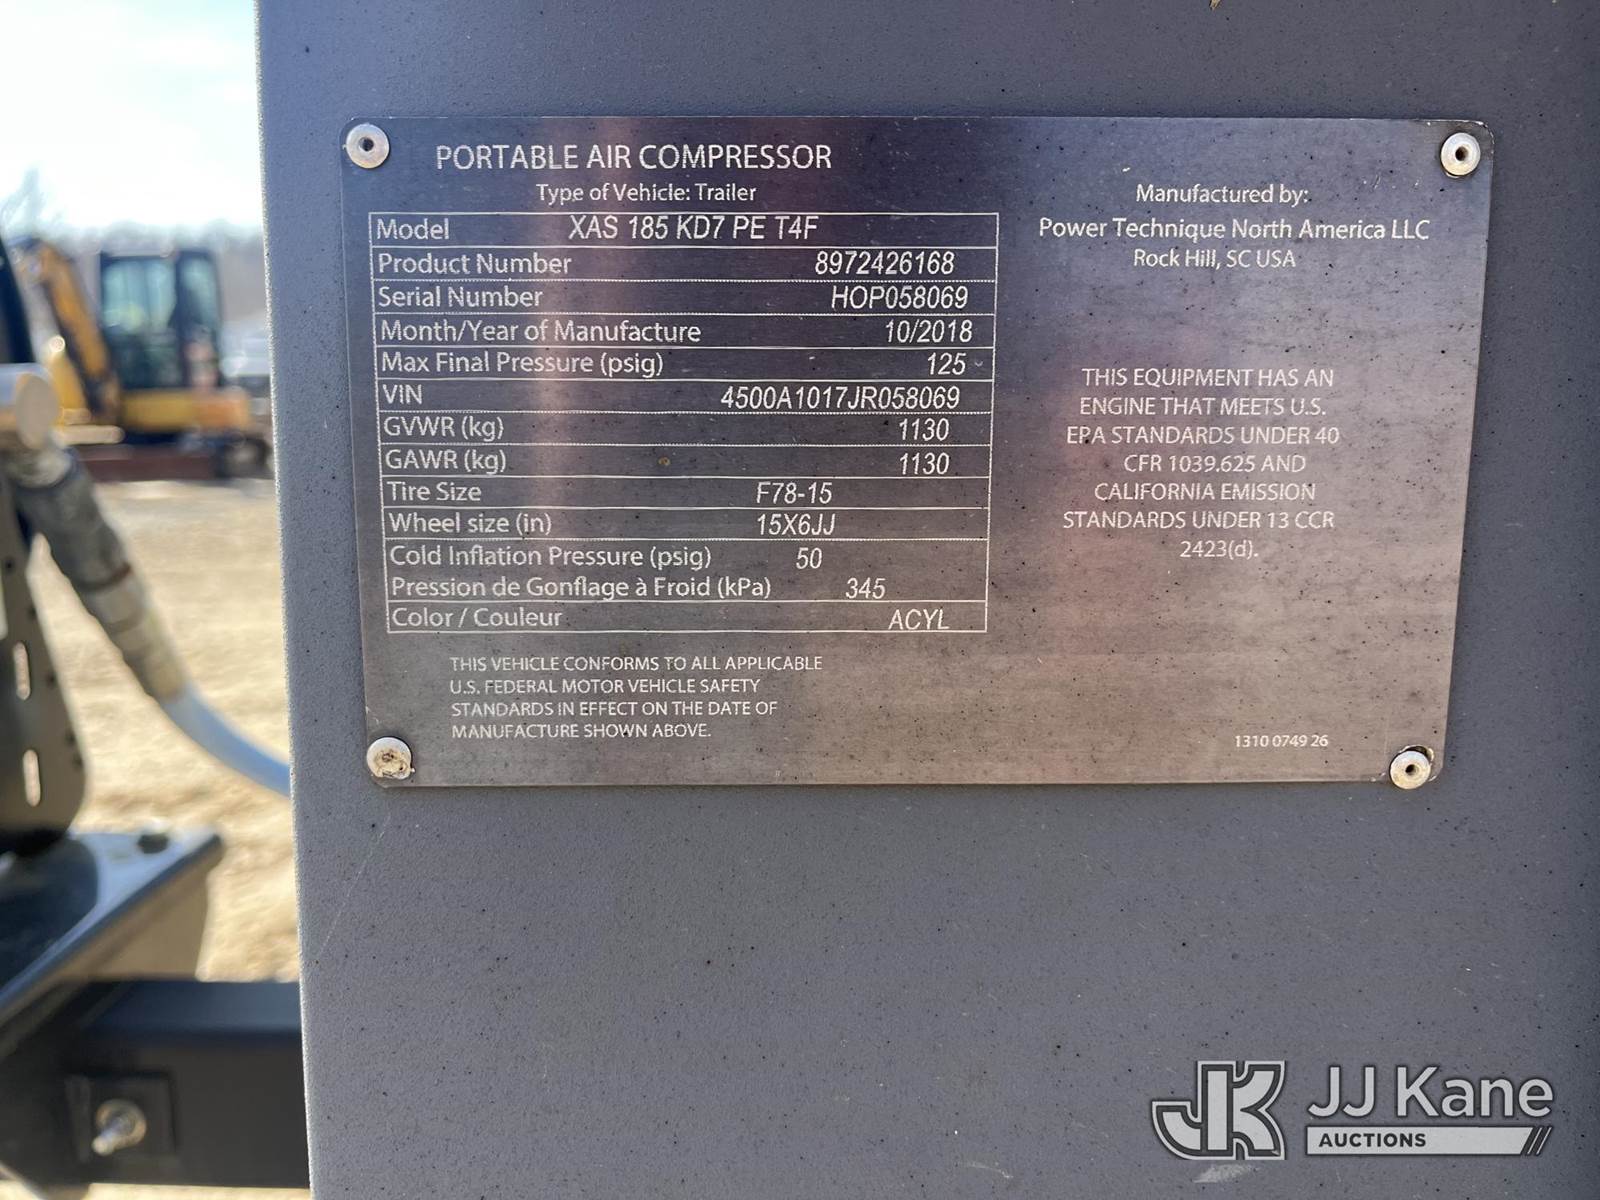 PORTABLE AIR COMPRESSOR
Type of Vehicle: Trailer
Model XAS 185 KD7 PE T4F
Product Number 8972426168
Serial Number HOP058069
Month/Year of Manufacture 10/2018
Max Final Pressure (psig) 125
VIN 4500A1017JR058069
GVWR (kg) 1130
GAWR (kg) 1130
Tire Size F78-15
Wheel size (in) 15X6JJ
Cold Inflation Pressure (psig) 50
Pression de Gonflage à Froid (kPa) 345
Color / Couleur ACYL
THIS VEHICLE CONFORMS TO ALL APPLICABLE
U.S. FEDERAL MOTOR VEHICLE SAFETY
STANDARDS IN EFFECT ON THE DATE OF
MANUFACTURE SHOWN ABOVE.
Manufactured by:
Power Technique North America LLC
Rock Hill, SC USA
THIS EQUIPMENT HAS AN
ENGINE THAT MEETS U.S.
EPA STANDARDS UNDER 40
CFR 1039.625 AND
CALIFORNIA EMISSION
STANDARDS UNDER 13 CCR
2423(d).
1310 0749 26
JK JJ Kane
AUCTIONS